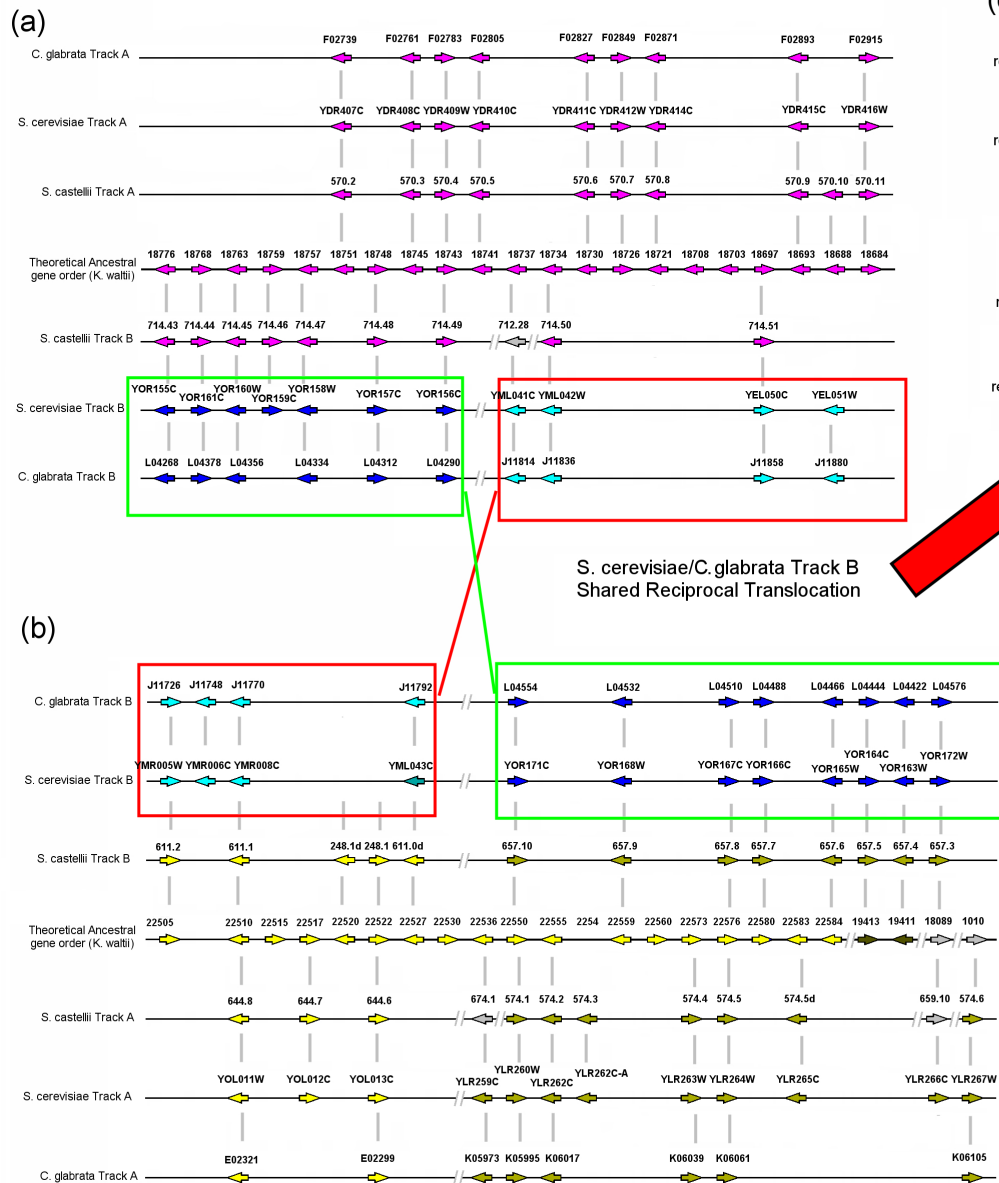 (a)
F02739 F02761 F02783 F02805 F02827 F02849 F02871 F02893 F02915
C. glabrata Track A
YDR407C YDR408C YDR409W YDR410C YDR411C YDR412W YDR414C YDR415C YDR416W
S. cerevisiae Track A
570.2 570.3 570.4 570.5 570.6 570.7 570.8 570.9 570.10 570.11
S. castellii Track A
18776 18768 18763 18759 18757 18751 18748 18745 18743 18741 18737 18734 18730 18726 18721 18708 18703 18697 18693 18688 18684
Theoretical Ancestral
gene order (K. waltii)
714.43 714.44 714.45 714.46 714.47 714.48 714.49 712.28 714.50 714.51
S. castellii Track B
YOR155C YOR161C YOR160W YOR159C YOR158W YOR157C YOR156C YML041C YML042W YEL050C YEL051W
S. cerevisiae Track B
L04268 L04378 L04356 L04334 L04312 L04290 J11814 J11836 J11858 J11880
C. glabrata Track B
S. cerevisiae/C.glabrata Track B
Shared Reciprocal Translocation
(b)
J11726 J11748 J11770 J11792 L04554 L04532 L04510 L04488 L04466 L04444 L04422 L04576
C. glabrata Track B
YMR005W YMR006C YMR008C YML043C YOR171C YOR168W YOR167C YOR166C YOR165W YOR164C YOR163W YOR172W
S. cerevisiae Track B
611.2 611.1 248.1d 248.1 611.0d 657.10 657.9 657.8 657.7 657.6 657.5 657.4 657.3
S. castellii Track B
22505 22510 22515 22517 22520 22522 22527 22530 22536 22550 22555 2254 22559 22560 22573 22576 22580 22583 22584 19413 19411 18089 1010
Theoretical Ancestral
gene order (K. waltii)
644.8 644.7 644.6 674.1 574.1 574.2 574.3 574.4 574.5 574.5d 659.10 574.6
S. castellii Track A
YOL011W YOL012C YOL013C YLR259C YLR260W YLR262C YLR262C-A YLR263W YLR264W YLR265C YLR266C YLR267W
S. cerevisiae Track A
E02321 E02299 K05973 K05995 K06017 K06039 K06061 K06105
C. glabrata Track A